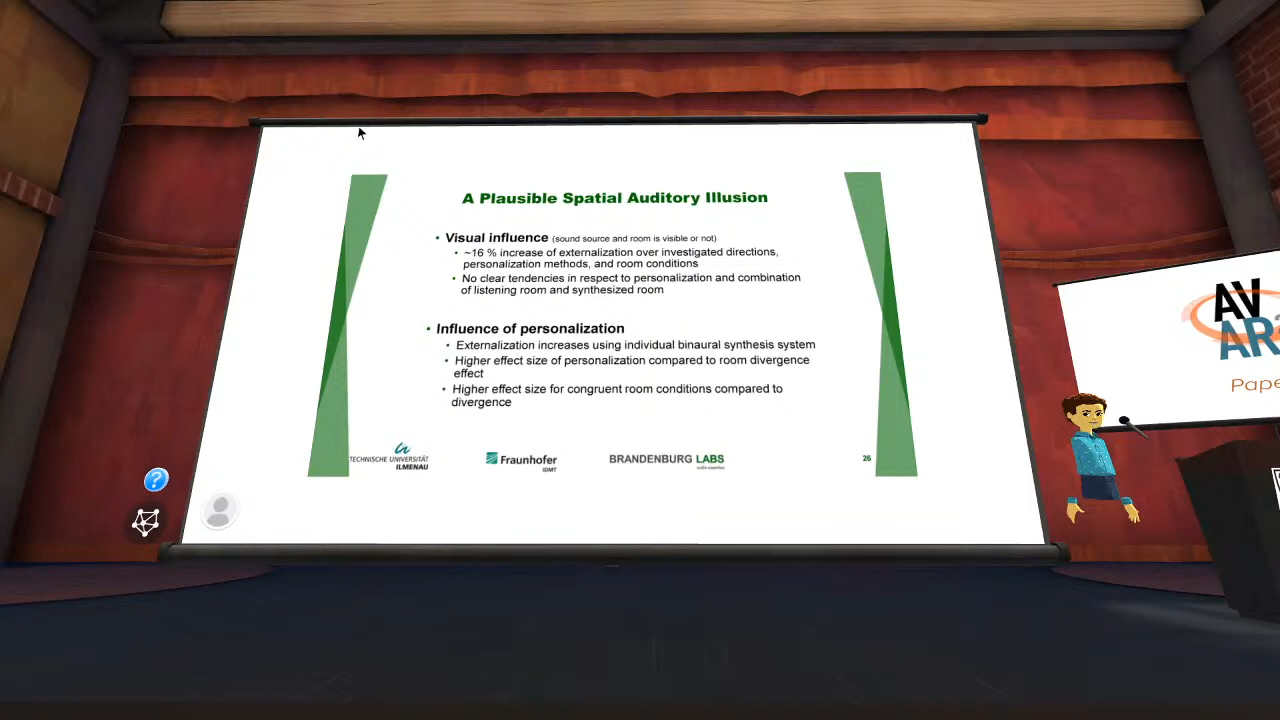 A Plausible Spatial Auditory Illusion
• Visual influence (sound source and room is visible or not)
• ~16 % increase of externalization over investigated directions,
personalization methods, and room conditions
• No clear tendencies in respect to personalization and combination
of listening room and synthesized room
• Influence of personalization
• Externalization increases using individual binaural synthesis system
• Higher effect size of personalization compared to room divergence
effect
• Higher effect size for congruent room conditions compared to
divergence
TECHNISCHE UNIVERSITÄT
ILMENAU
Fraunhofer
IDMT
BRANDENBURG LABS
26
?
AV
AR
Pape